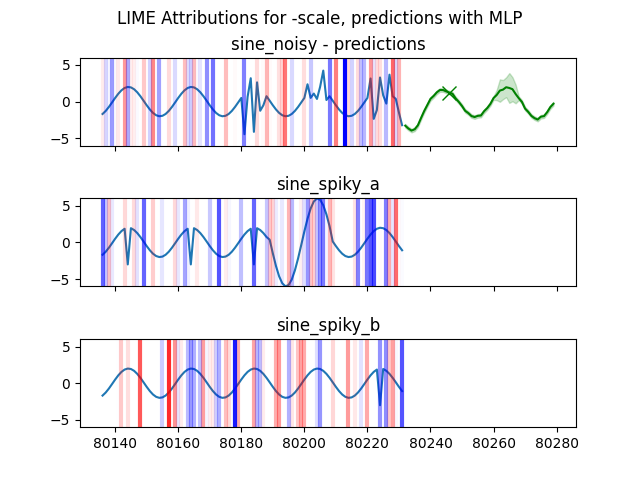 LIME Attributions for -scale, predictions with MLP
sine_noisy - predictions
5
0
−5
sine_spiky_a
5
0
−5
sine_spiky_b
5
0
−5
80140 80160 80180 80200 80220 80240 80260 80280